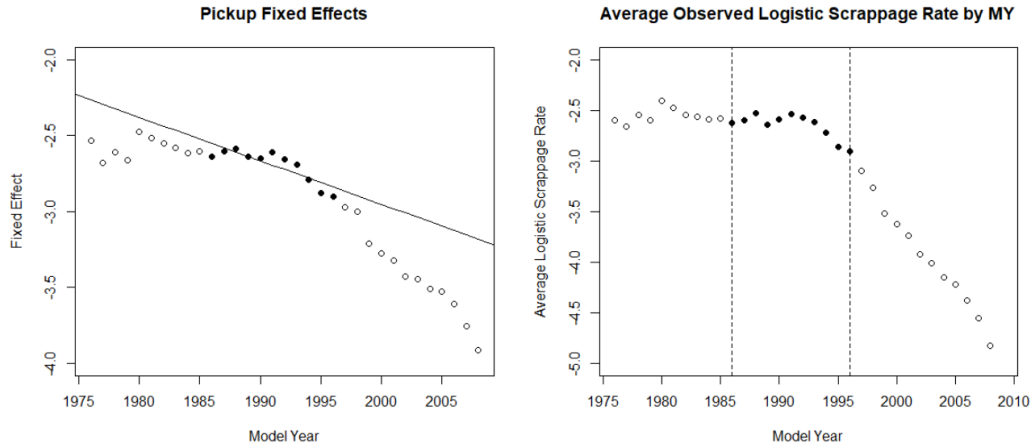 Pickup Fixed Effects
Fixed Effect
-2.0
-2.5
-3.0
-3.5
-4.0
1975 1980 1985 1990 1995 2000 2005
Model Year
Average Observed Logistic Scrappage Rate by MY
Average Logistic Scrappage Rate
-2.0
-2.5
-3.0
-3.5
-4.0
-4.5
-5.0
1975 1980 1985 1990 1995 2000 2005 2010
Model Year